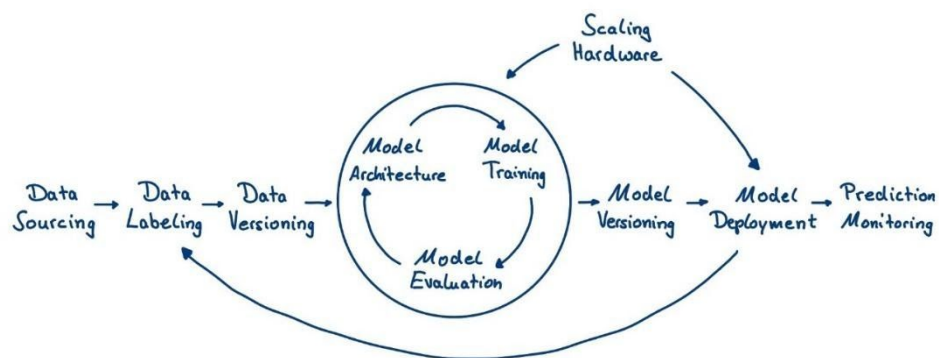 Scaling
Hardware
Model
Architecture
Model
Training
Model
Evaluation
Data
Sourcing
Data
Labeling
Data
Versioning
Model
Versioning
Model
Deployment
Prediction
Monitoring